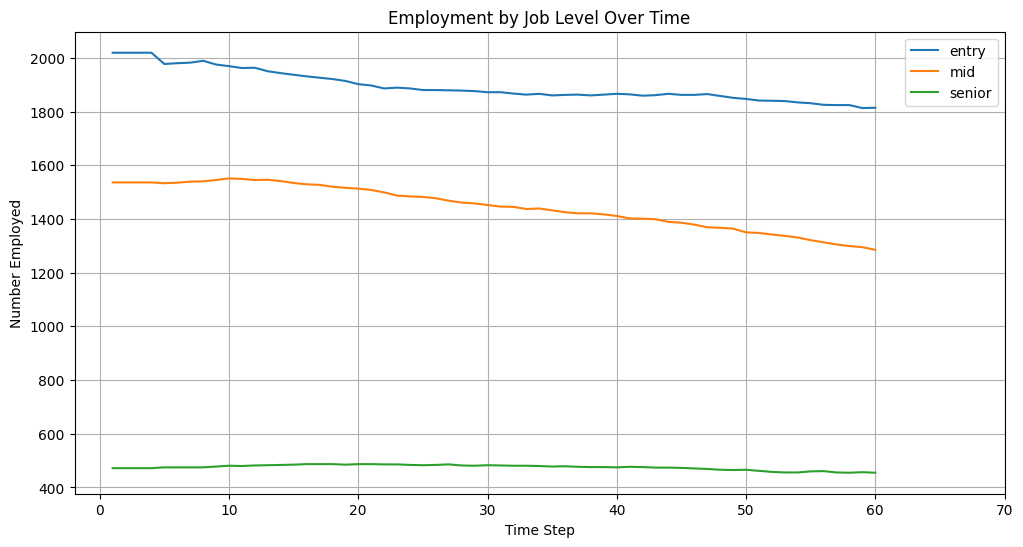 Employment by Job Level Over Time
entry
mid
senior
Number Employed
2000
1800
1600
1400
1200
1000
800
600
400
0 10 20 30 40 50 60 70
Time Step